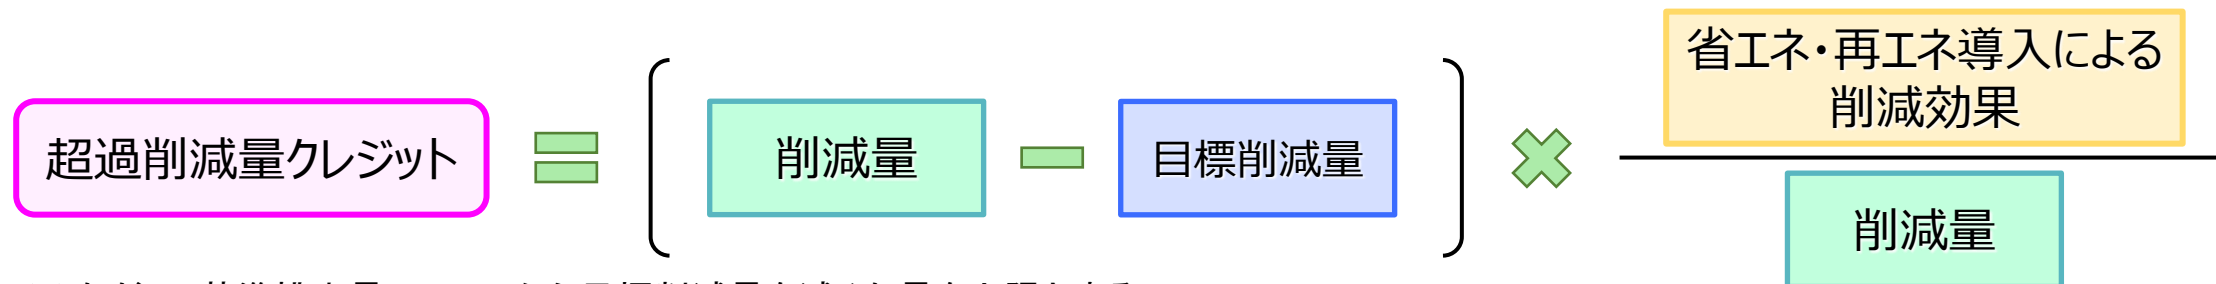 超過削減量クレジット
削減量
目標削減量
省エネ・再エネ導入による
削減効果
削減量